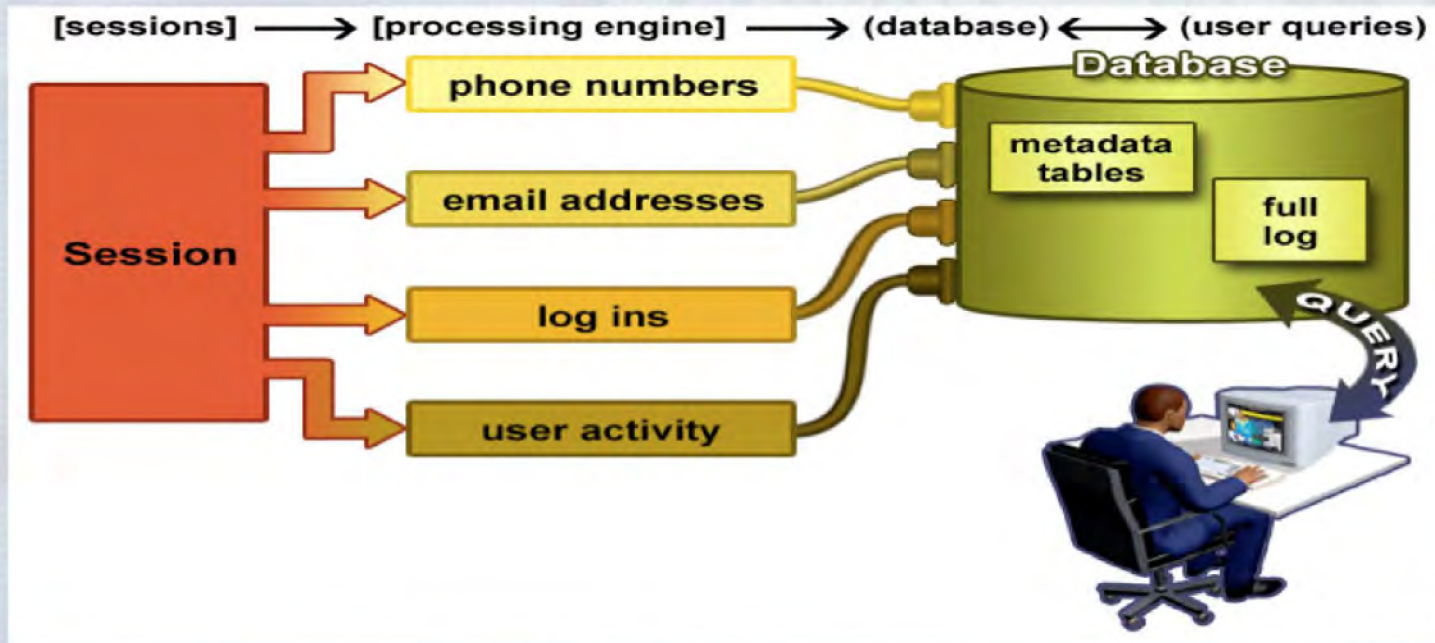 [sessions] → [processing engine] → (database) ↔ (user queries)
Database
phone numbers
metadata
tables
email addresses
full
log
Session
log ins
QUERY
user activity